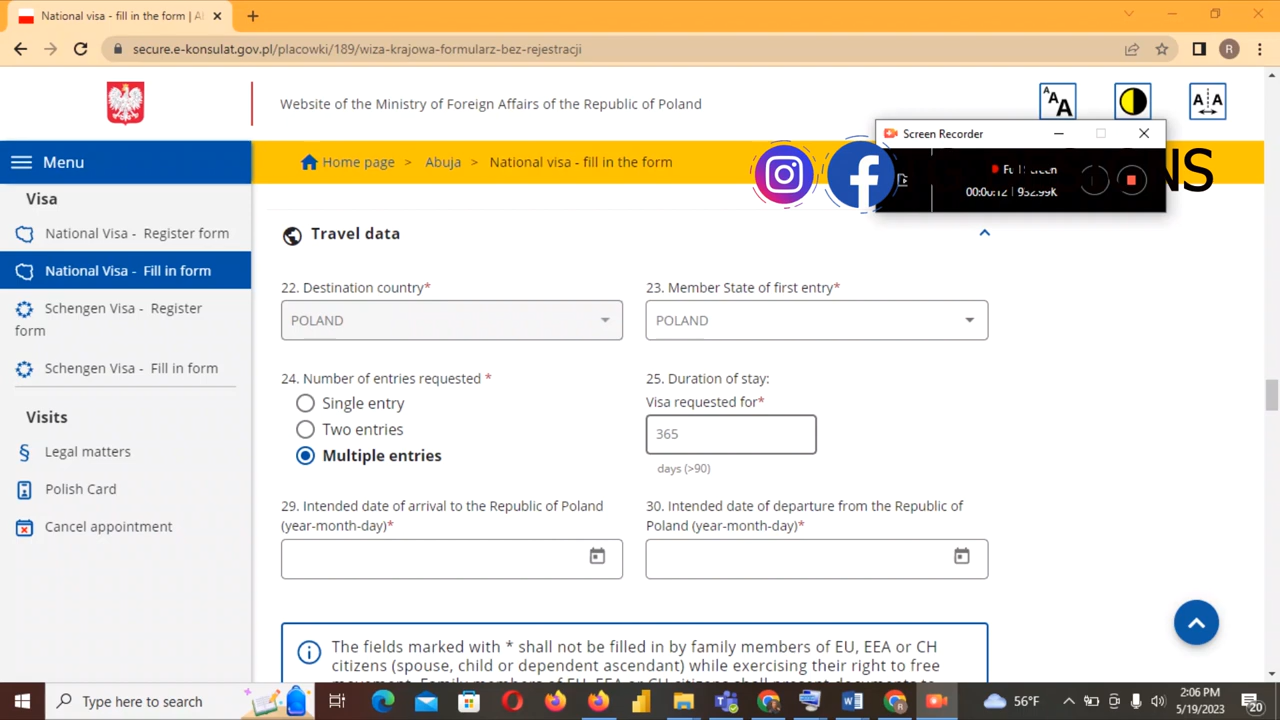 National visa - fill in the form | A
secure.e-konsulat.gov.pl/placowki/189/wiza-krajowa-formularz-bez-rejestracji
R
Website of the Ministry of Foreign Affairs of the Republic of Poland
A A A
A A
Screen Recorder
Menu
Home page > Abuja > National visa - fill in the form
NS
00:00:12
Visa
National Visa - Register form
National Visa - Fill in form
Schengen Visa - Register
form
Schengen Visa - Fill in form
Visits
Legal matters
Polish Card
Cancel appointment
Travel data
22. Destination country*
POLAND
23. Member State of first entry*
POLAND
24. Number of entries requested *
Single entry
Two entries
Multiple entries
25. Duration of stay:
Visa requested for*
365
days (>90)
29. Intended date of arrival to the Republic of Poland
(year-month-day)*
30. Intended date of departure from the Republic of
Poland (year-month-day)*
The fields marked with * shall not be filled in by family members of EU, EEA or CH
citizens (spouse, child or dependent ascendant) while exercising their right to free
Type here to search
56°F
2:06 PM
5/19/2023
20